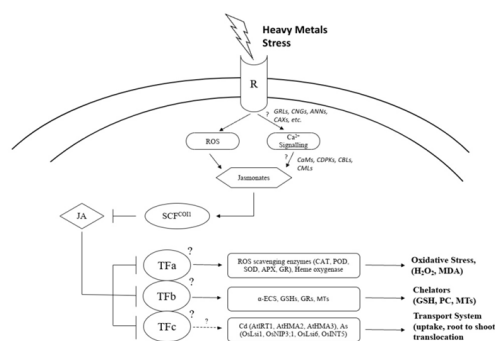 Heavy Metals
Stress
R
? GRLs, CNGs, ANNs,
CAXs, etc.
ROS
Ca2+
Signalling
? CaMs, CDPKs, CBLs,
CMLs
Jasmonates
JA
SCFCOI1
TFa ?
ROS scavenging enzymes (CAT, POD,
SOD, APX, GR), Heme oxygenase
Oxidative Stress,
(H2O2, MDA)
TFb ?
α-ECS, GSHs, GRs, MTs
Chelators
(GSH, PC, MTs)
TFc ?
?
Cd (AtIRT1, AtHMA2, AtHMA3), As
(OsLsi1, OsNIP3;1, OsLsi6, OsINT5)
Transport System
(uptake, root to shoot
translocation